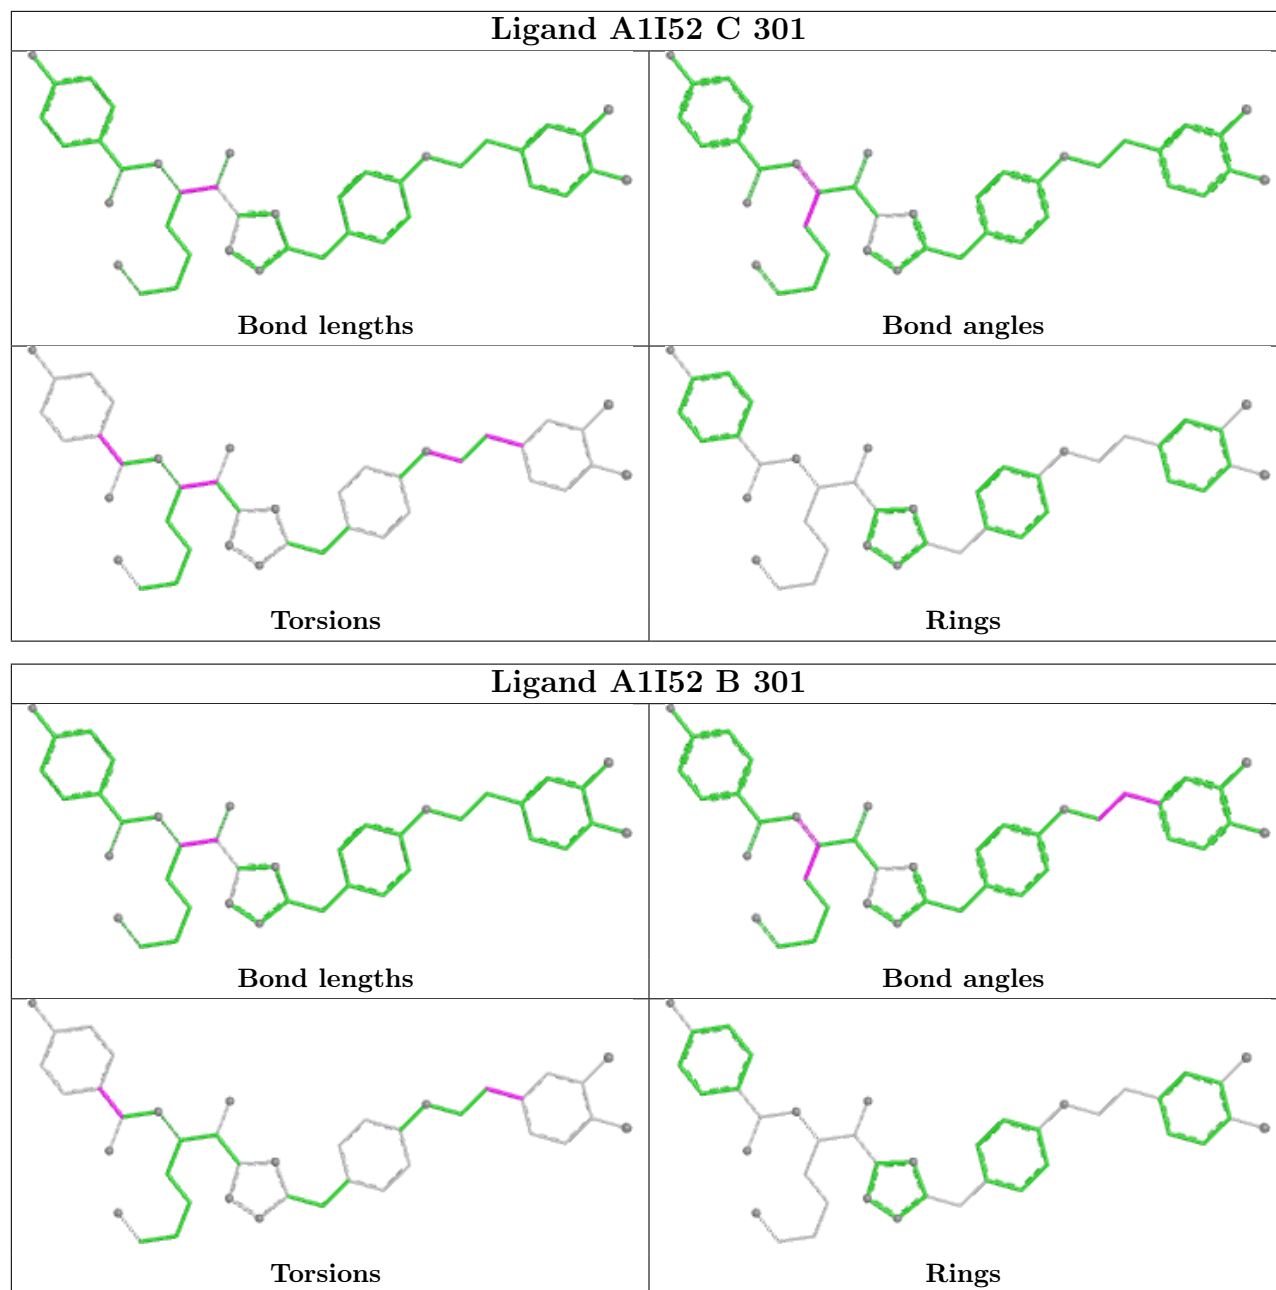 Ligand A1I52 C 301
Bond lengths
Bond angles
Torsions
Rings
Ligand A1I52 B 301
Bond lengths
Bond angles
Torsions
Rings